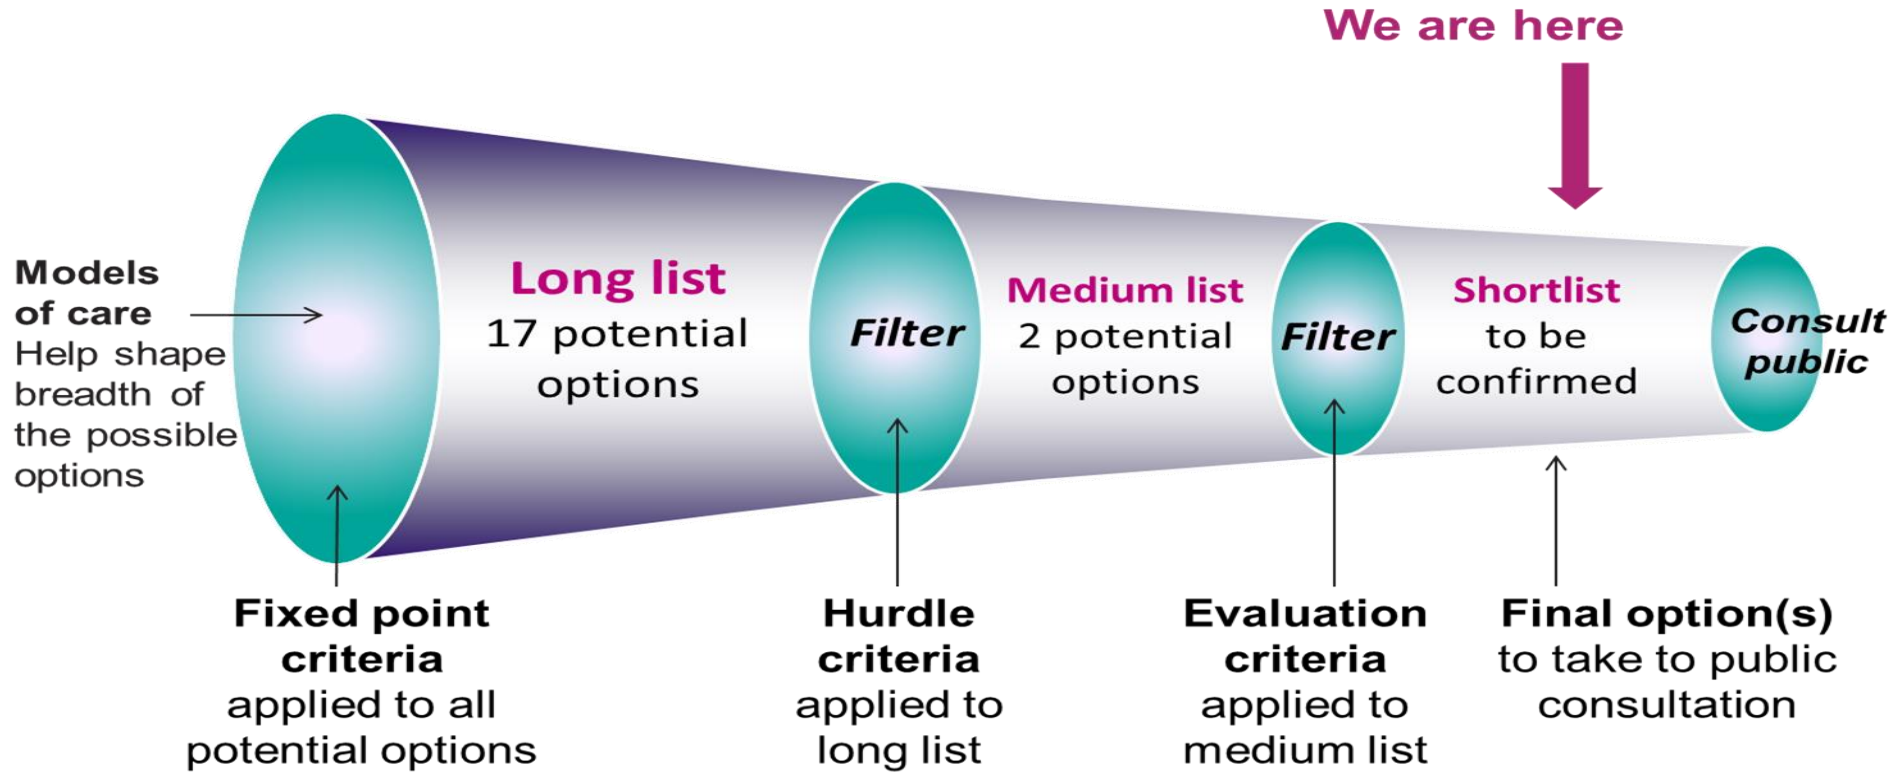 We are here
Models
of care
Help shape
breadth of
the possible
options
Long list
17 potential
options
Filter
Medium list
2 potential
options
Filter
Shortlist
to be
confirmed
Consult
public
Fixed point
criteria
applied to all
potential options
Hurdle
criteria
applied to
long list
Evaluation
criteria
applied to
medium list
Final option(s)
to take to public
consultation